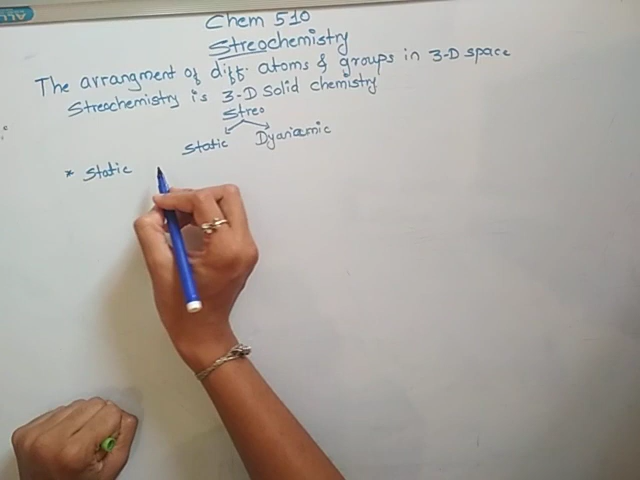 Chem 510
Streochemistry
The arrangment of diff. atoms & groups in 3-D space
Streochemistry is 3-D solid chemistry
Streo
Static Dyanamic
* Static